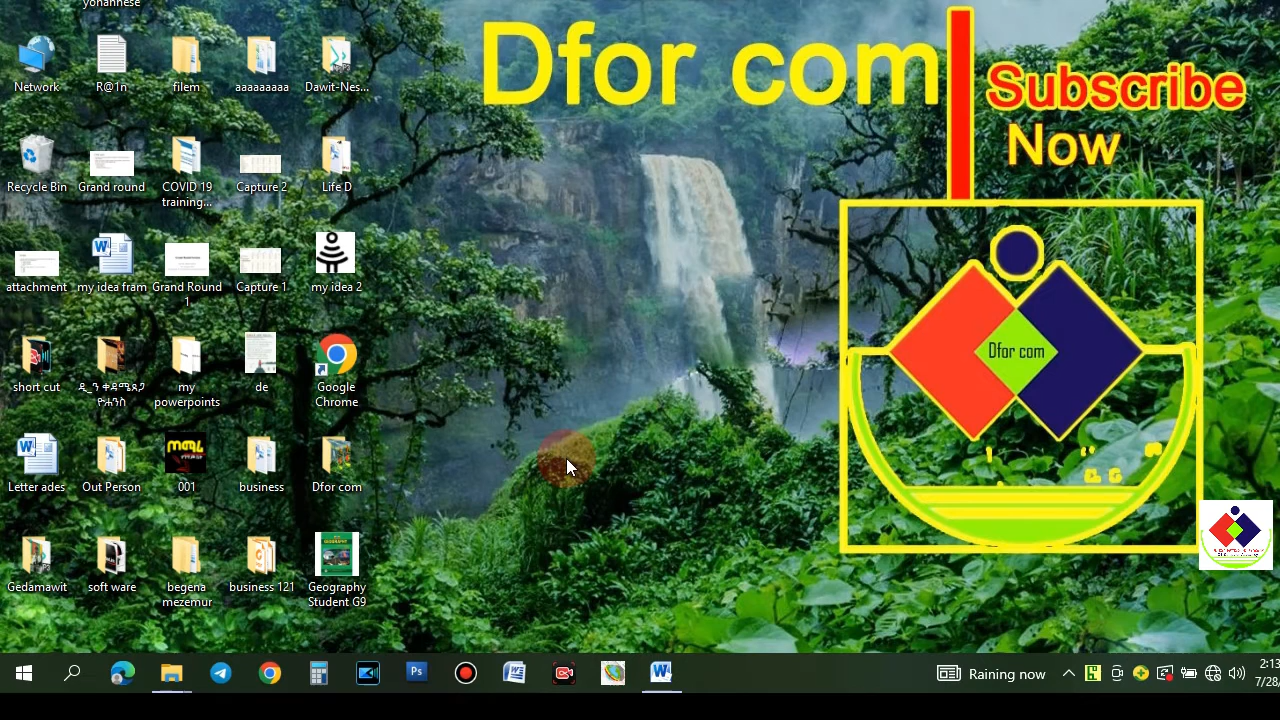 yohannese
Dfor com
Subscribe
Now
Network
R@1n
filem
aaaaaaaaa
Dawit-Nes...
Recycle Bin
Grand round
COVID 19
training...
Capture 2
Life D
attachment
my idea fram
Grand Round
1
Capture 1
my idea 2
Dfor com
short cut
my
powerpoints
de
Google
Chrome
Letter ades
Out Person
001
business
Dfor com
Gedamawit
soft ware
begena
mezemur
business 121
Geography
Student G9
Ps
Raining now
2:13
7/28/